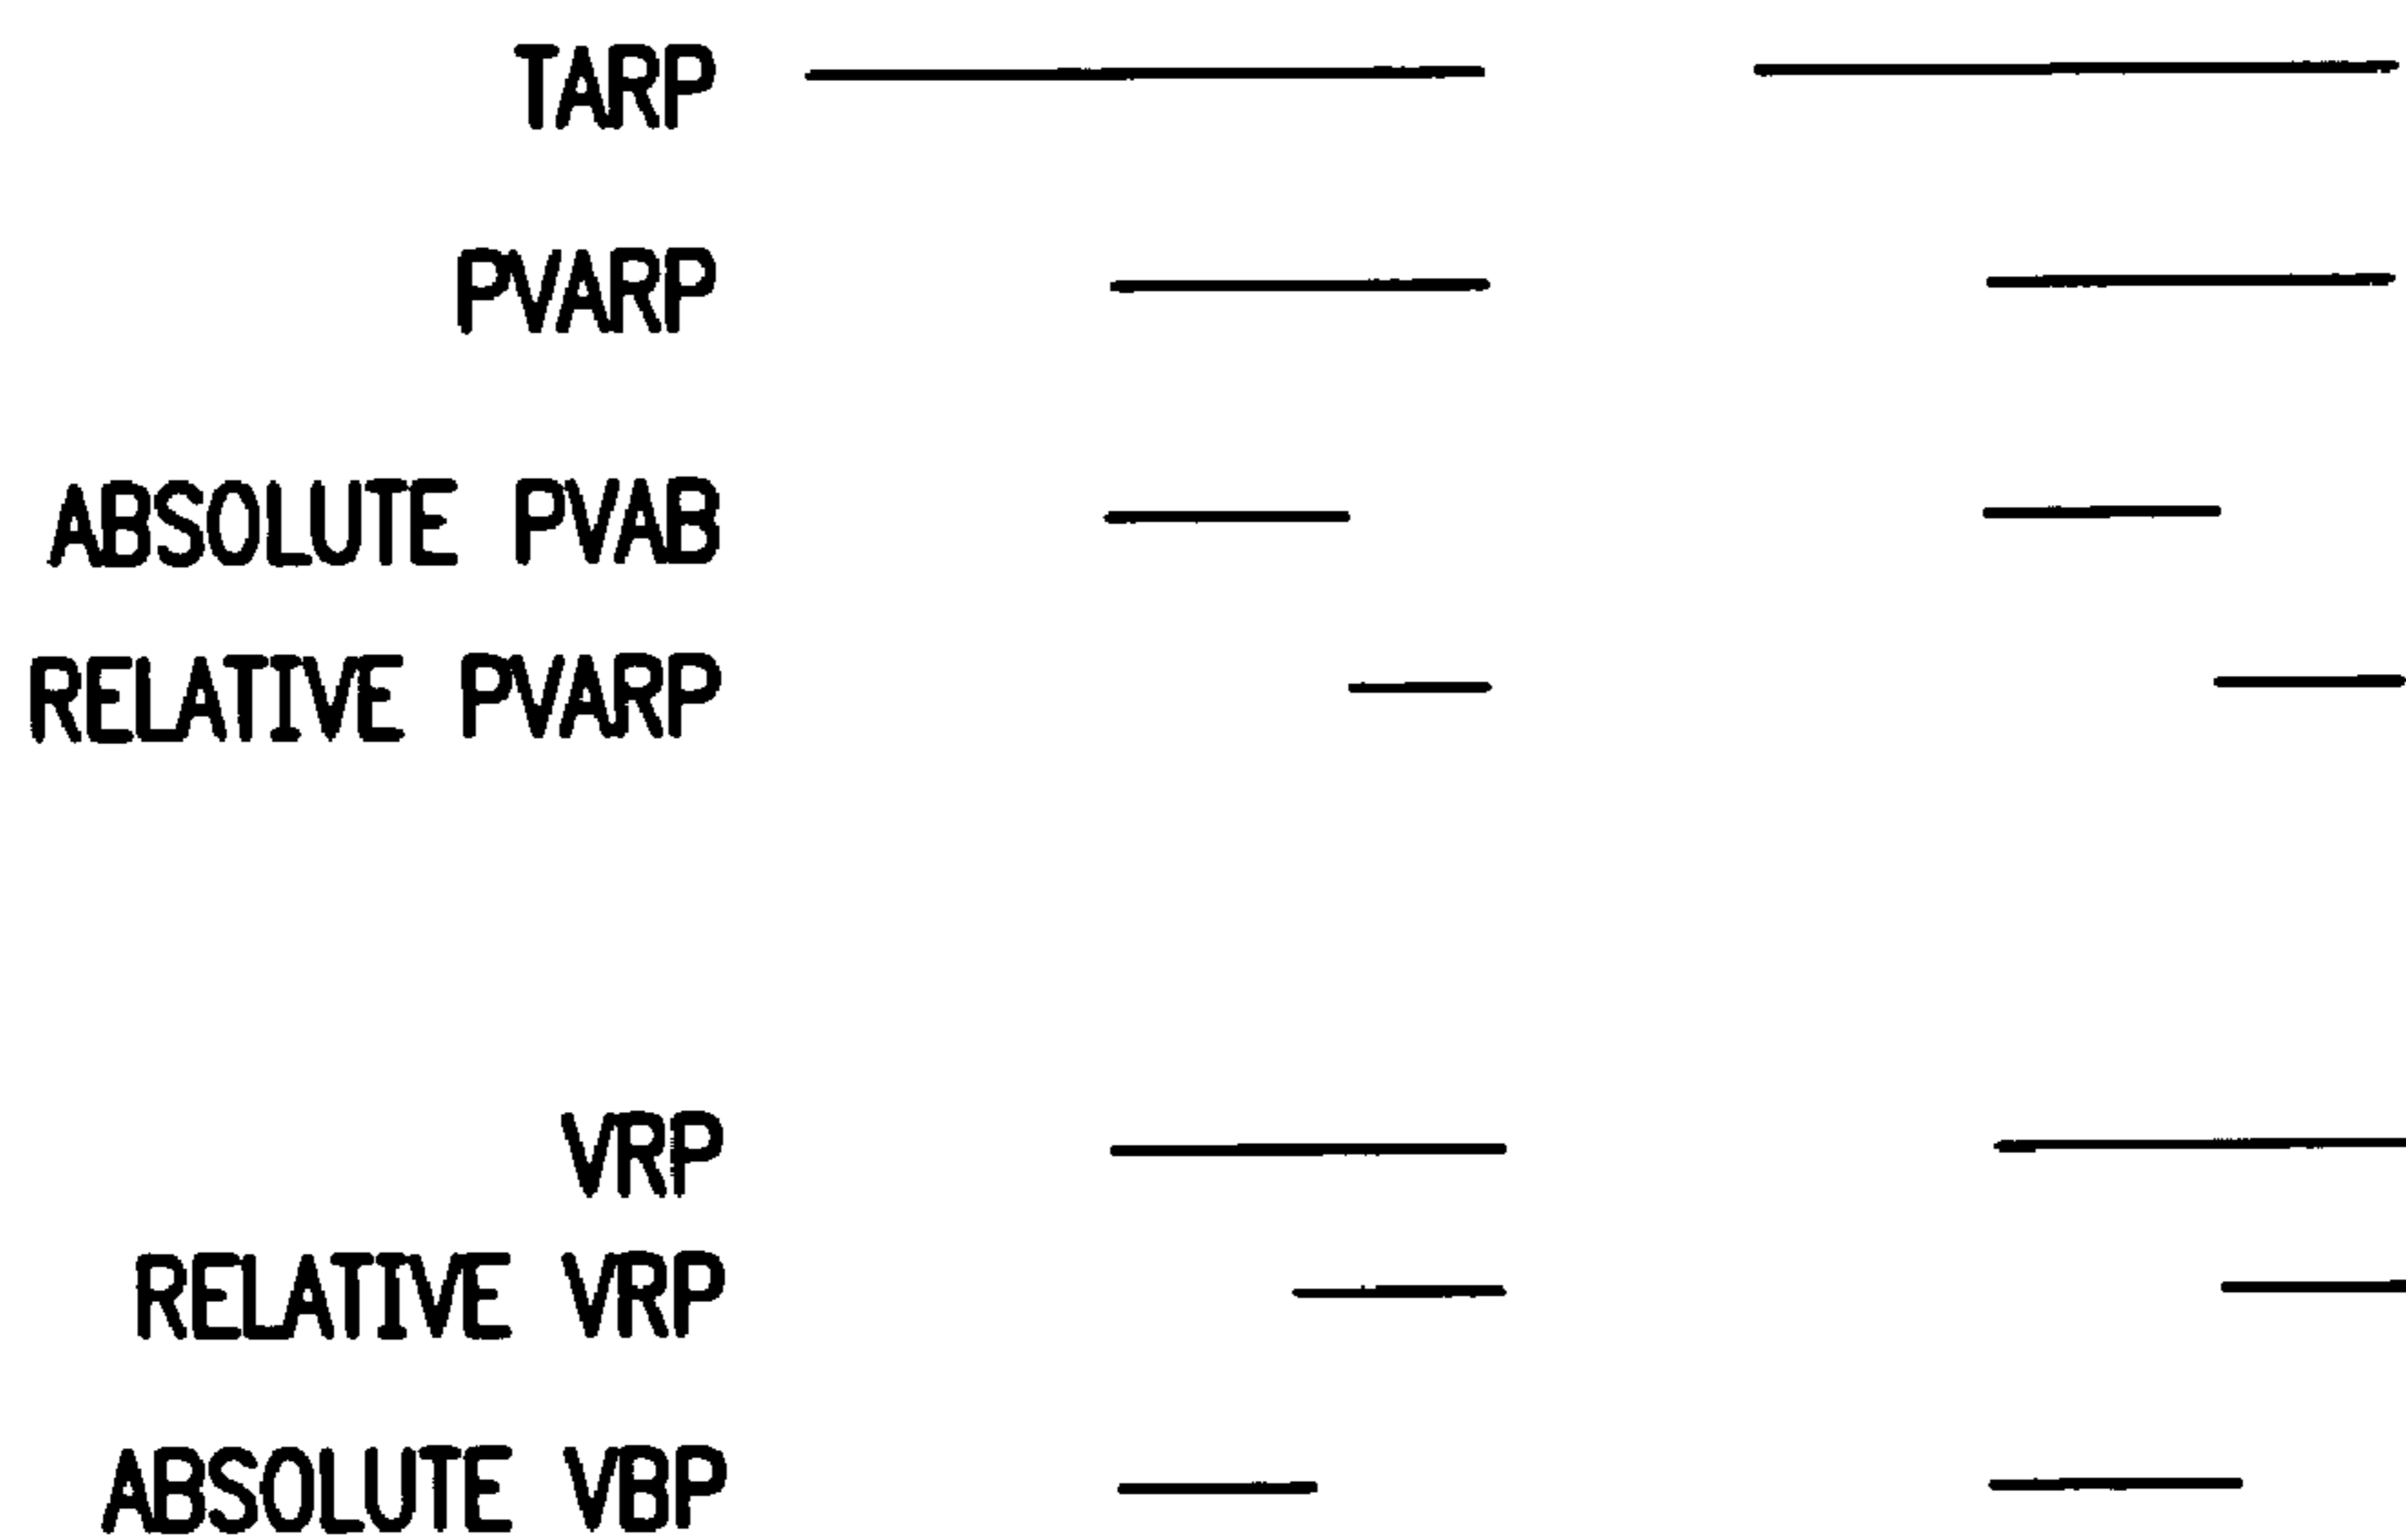 TARP
PVARP
ABSOLUTE PVAB
RELATIVE PVARP
VRP
RELATIVE VRP
ABSOLUTE VBP